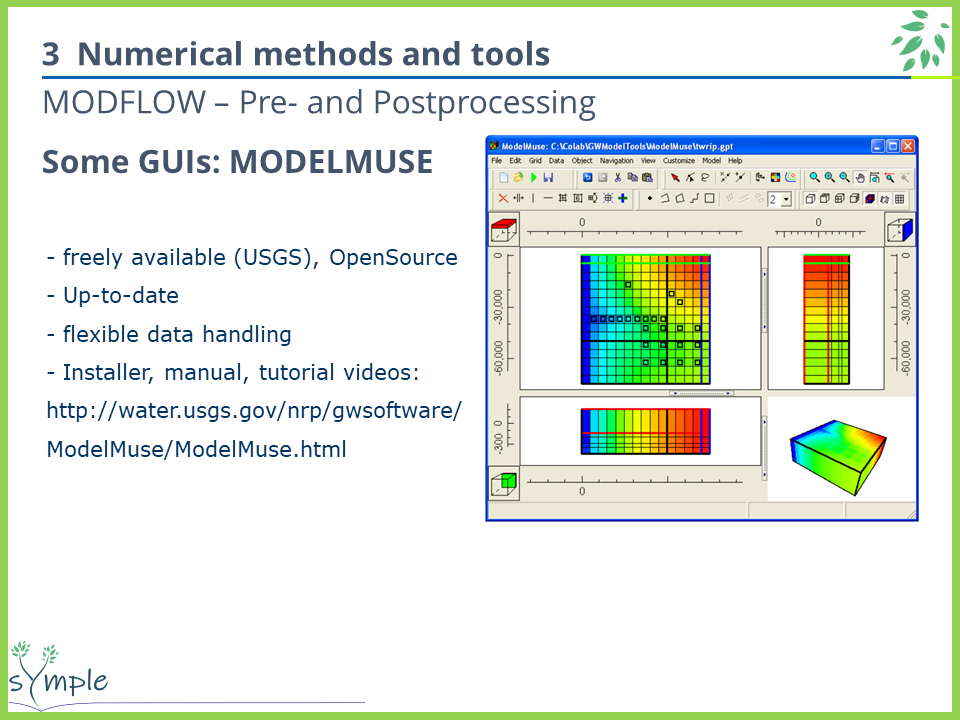 3 Numerical methods and tools
MODFLOW – Pre- and Postprocessing
Some GUIs: MODELMUSE
- freely available (USGS), OpenSource
- Up-to-date
- flexible data handling
- Installer, manual, tutorial videos:
http://water.usgs.gov/nrp/gwsoftware/
ModelMuse/ModelMuse.html
ModelMuse: C:\Colab\GWModelTools\ModelMuse\twrip.gpt
File Edit Grid Data Object Navigation View Customize Model Help
2
0
0
0
-30,000
-60,000
0
-30,000
-60,000
0
-300
0
symple